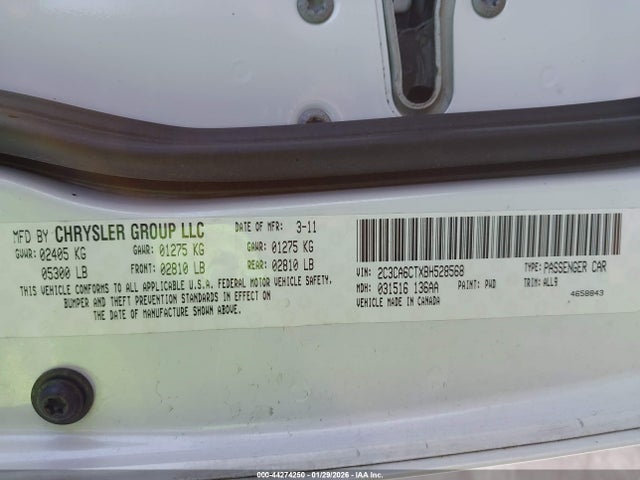 MFD BY CHRYSLER GROUP LLC DATE OF MFR: 3-11
GVWR: 02405 KG GAWR: 01275 KG GAWR: 01275 KG
05300 LB FRONT: 02810 LB REAR: 02810 LB
THIS VEHICLE CONFORMS TO ALL APPLICABLE U.S.A. FEDERAL MOTOR VEHICLE SAFETY,
BUMPER AND THEFT PREVENTION STANDARDS IN EFFECT ON
THE DATE OF MANUFACTURE SHOWN ABOVE.
VIN: 2C3CA6CTXBH528568 TYPE: PASSENGER CAR
MDH: 031516 136AA PAINT: PWD TRIM: ALL9
VEHICLE MADE IN CANADA 4658843
000-44274250 - 01/29/2026 - IAAI.COM